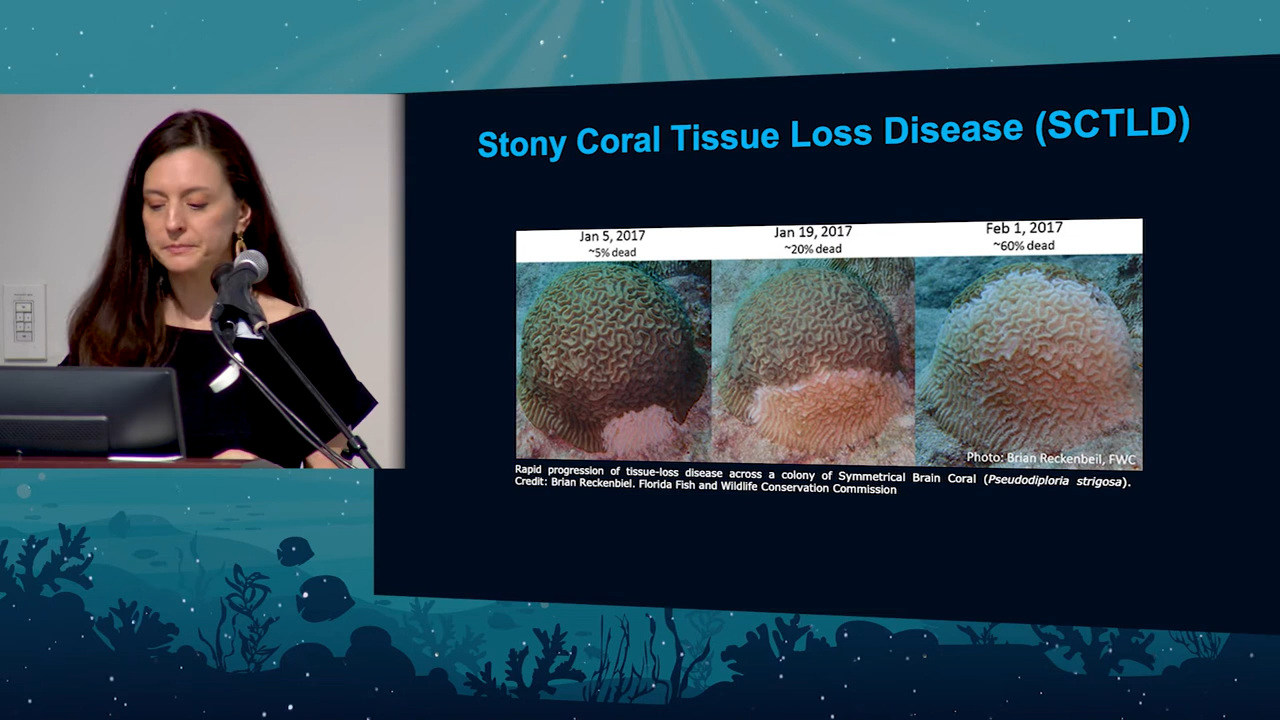 Stony Coral Tissue Loss Disease (SCTLD)
Jan 5, 2017
~5% dead
Jan 19, 2017
~20% dead
Feb 1, 2017
~60% dead
Photo: Brian Reckenbeil, FWC
Rapid progression of tissue-loss disease across a colony of Symmetrical Brain Coral (Pseudodiploria strigosa).
Credit: Brian Reckenbiel. Florida Fish and Wildlife Conservation Commission